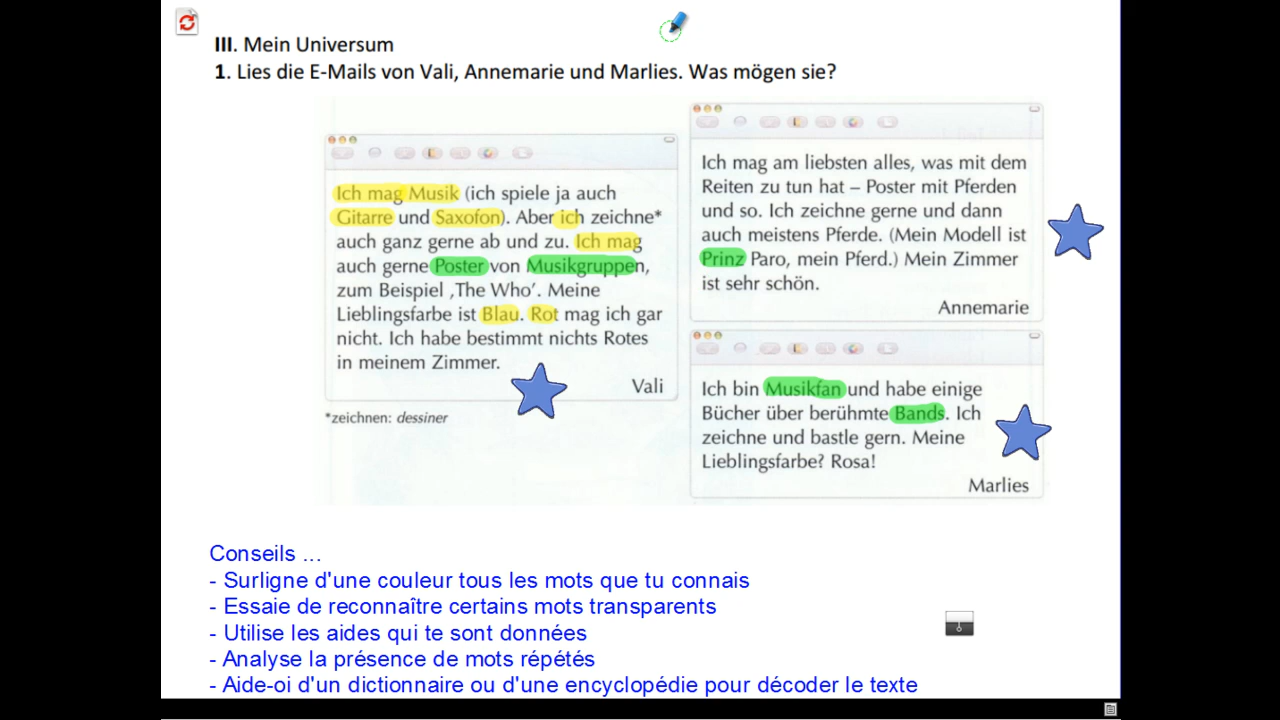 III. Mein Universum
1. Lies die E-Mails von Vali, Annemarie und Marlies. Was mögen sie?
Ich mag Musik (ich spiele ja auch
Gitarre und Saxofon). Aber ich zeichne*
auch ganz gerne ab und zu. Ich mag
auch gerne Poster von Musikgruppen,
zum Beispiel ‚The Who'. Meine
Lieblingsfarbe ist Blau. Rot mag ich gar
nicht. Ich habe bestimmt nichts Rotes
in meinem Zimmer.
Vali
*zeichnen: dessiner
Ich mag am liebsten alles, was mit dem
Reiten zu tun hat – Poster mit Pferden
und so. Ich zeichne gerne und dann
auch meistens Pferde. (Mein Modell ist
Prinz Paro, mein Pferd.) Mein Zimmer
ist sehr schön.
Annemarie
Ich bin Musikfan und habe einige
Bücher über berühmte Bands. Ich
zeichne und bastle gern. Meine
Lieblingsfarbe? Rosa!
Marlies
Conseils ...
- Surligne d'une couleur tous les mots que tu connais
- Essaie de reconnaître certains mots transparents
- Utilise les aides qui te sont données
- Analyse la présence de mots répétés
- Aide-oi d'un dictionnaire ou d'une encyclopédie pour décoder le texte